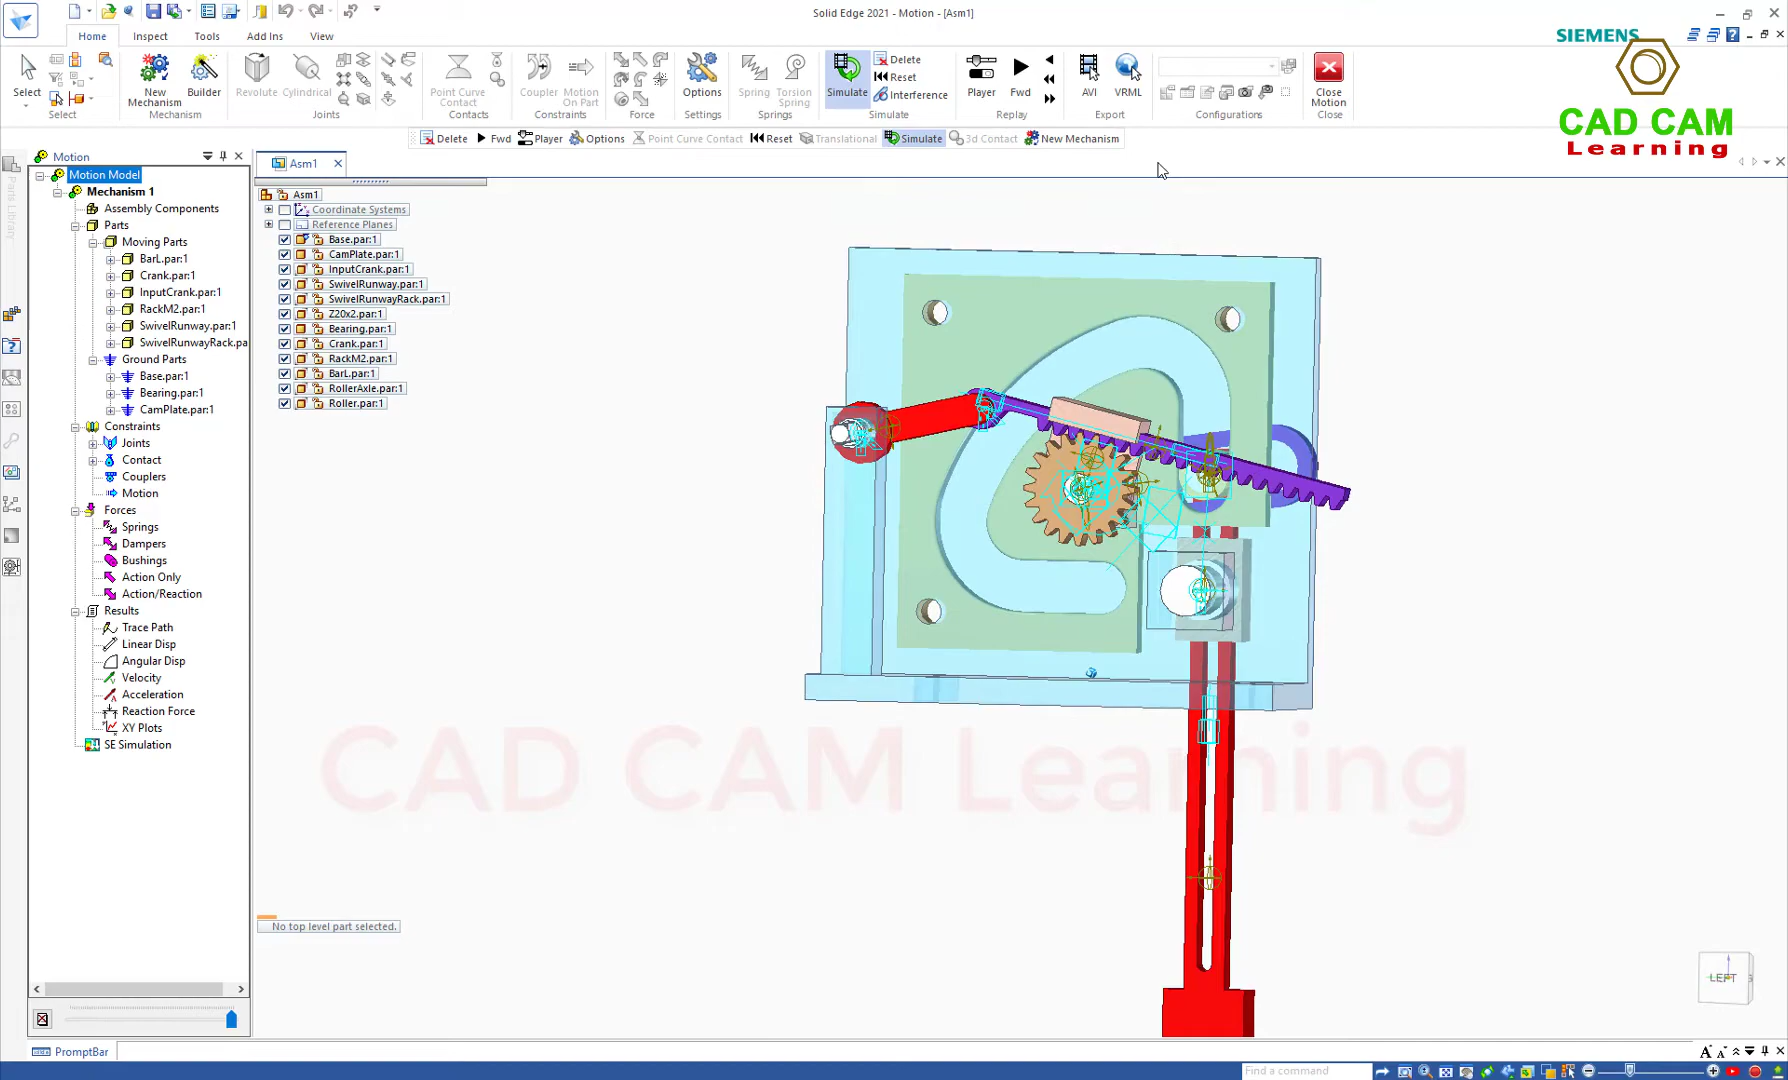 Solid Edge 2021 - Motion - [Asm1]
Home
Inspect
Tools
Add Ins
View
SIEMENS
Select
New Mechanism
Builder
Revolute
Cylindrical
Point Curve Contact
Coupler
Motion On Part
Options
Spring
Torsion Spring
Simulate
Delete
Reset
Interference
Player
Fwd
AVI
VRML
Close Motion
Select
Mechanism
Joints
Contacts
Constraints
Force
Settings
Springs
Simulate
Replay
Export
Configurations
Close
CAD CAM
Learning
Delete
Fwd
Player
Options
Point Curve Contact
Reset
Translational
Simulate
3d Contact
New Mechanism
Parts Library
Motion
Motion Model
Mechanism 1
Assembly Components
Parts
Moving Parts
BarL.par:1
Crank.par:1
InputCrank.par:1
RackM2.par:1
SwivelRunway.par:1
SwivelRunwayRack.pa
Ground Parts
Base.par:1
Bearing.par:1
CamPlate.par:1
Constraints
Joints
Contact
Couplers
Motion
Forces
Springs
Dampers
Bushings
Action Only
Action/Reaction
Results
Trace Path
Linear Disp
Angular Disp
Velocity
Acceleration
Reaction Force
XY Plots
SE Simulation
Asm1
Asm1
Coordinate Systems
Reference Planes
Base.par:1
CamPlate.par:1
InputCrank.par:1
SwivelRunway.par:1
SwivelRunwayRack.par:1
Z20x2.par:1
Bearing.par:1
Crank.par:1
RackM2.par:1
BarL.par:1
RollerAxle.par:1
Roller.par:1
CAD CAM Learning
No top level part selected.
LEFT
PromptBar
Find a command